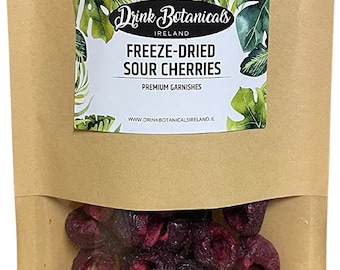 Drink Botanicals
IRELAND
FREEZE-DRIED
SOUR CHERRIES
PREMIUM GARNISHES
WWW.DRINKBOTANICALSIRELAND.IE